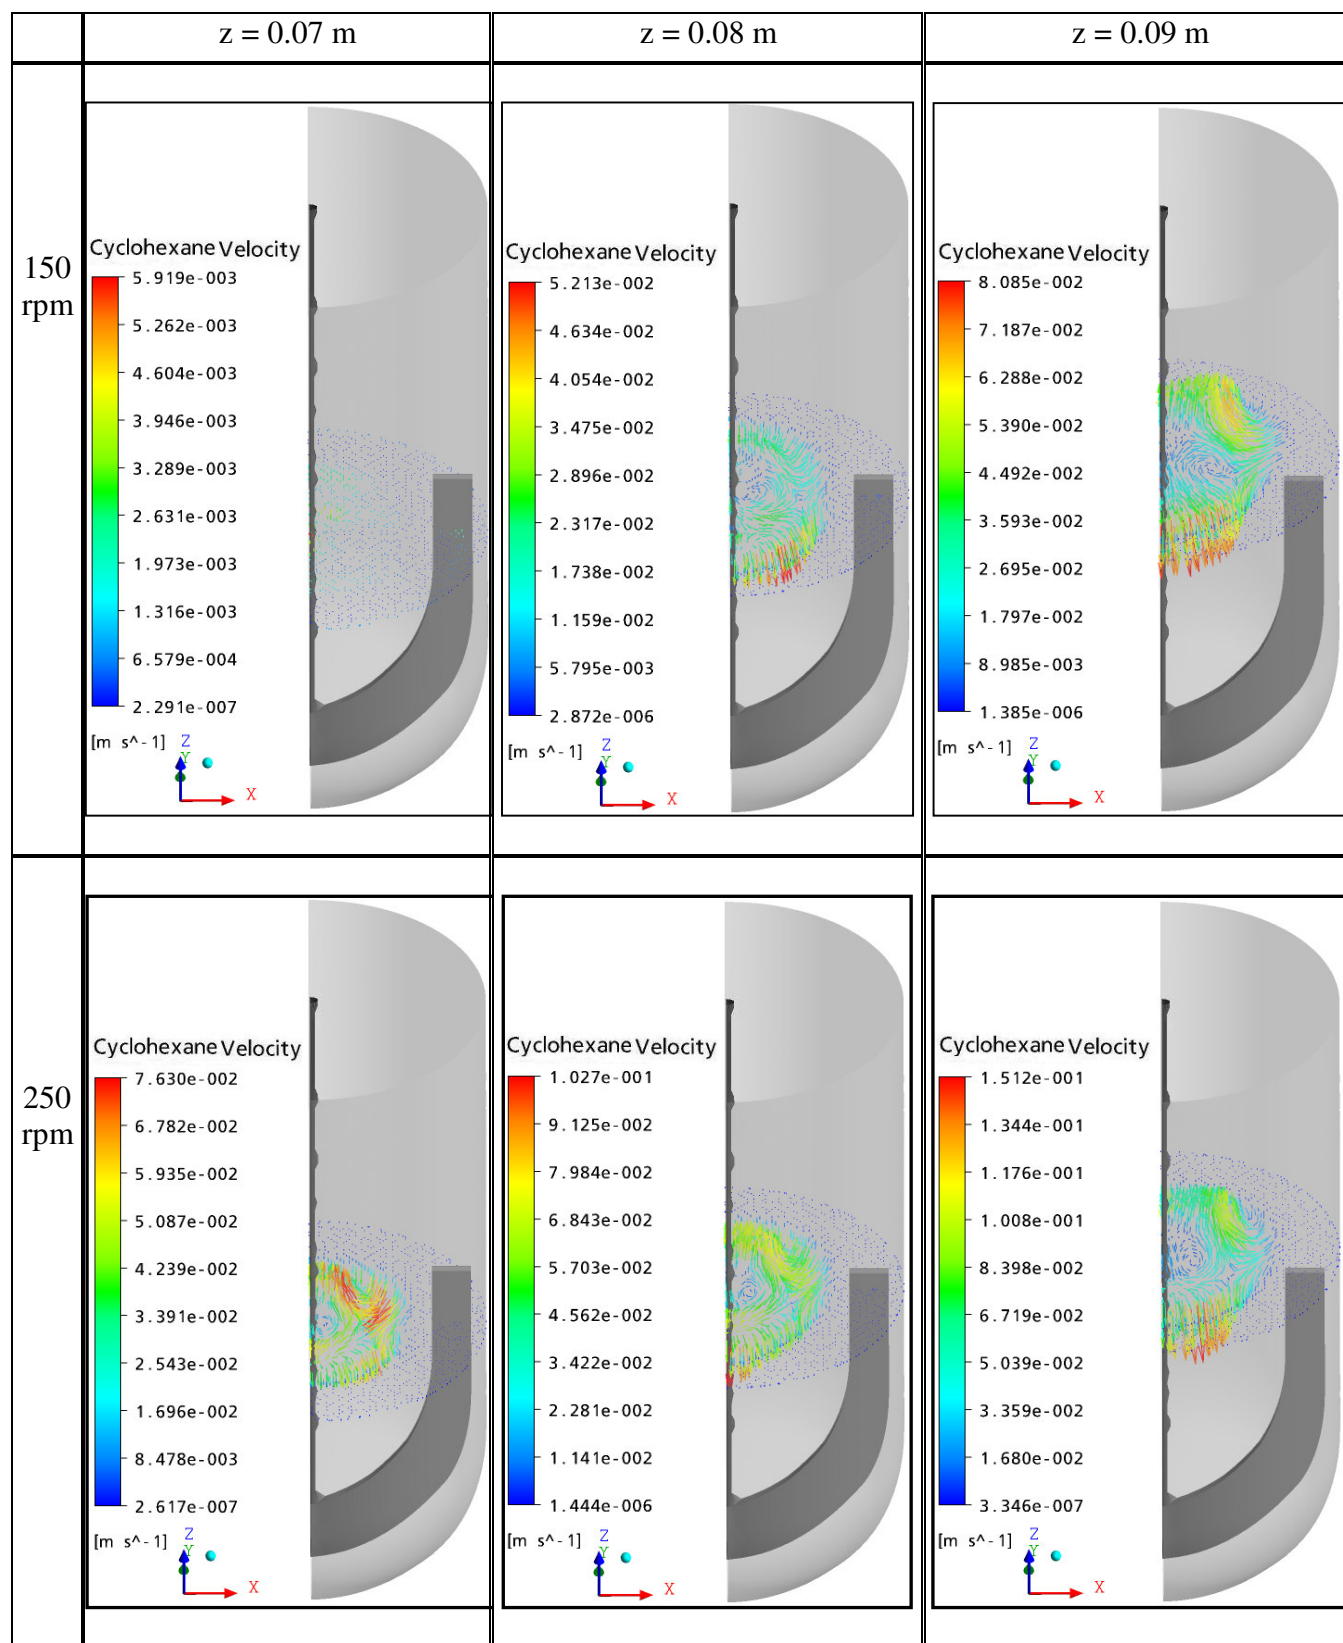 z = 0.07 m
z = 0.08 m
z = 0.09 m
150
rpm
Cyclohexane Velocity
5.919e-003
5.262e-003
4.604e-003
3.946e-003
3.289e-003
2.631e-003
1.973e-003
1.316e-003
6.579e-004
2.291e-007
[m s^-1]
Z
Y
X
Cyclohexane Velocity
5.213e-002
4.634e-002
4.054e-002
3.475e-002
2.896e-002
2.317e-002
1.738e-002
1.159e-002
5.795e-003
2.872e-006
[m s^-1]
Z
Y
X
Cyclohexane Velocity
8.085e-002
7.187e-002
6.288e-002
5.390e-002
4.492e-002
3.593e-002
2.695e-002
1.797e-002
8.985e-003
1.385e-006
[m s^-1]
Z
Y
X
250
rpm
Cyclohexane Velocity
7.630e-002
6.782e-002
5.935e-002
5.087e-002
4.239e-002
3.391e-002
2.543e-002
1.696e-002
8.478e-003
2.617e-007
[m s^-1]
Z
Y
X
Cyclohexane Velocity
1.027e-001
9.125e-002
7.984e-002
6.843e-002
5.703e-002
4.562e-002
3.422e-002
2.281e-002
1.141e-002
1.444e-006
[m s^-1]
Z
Y
X
Cyclohexane Velocity
1.512e-001
1.344e-001
1.176e-001
1.008e-001
8.398e-002
6.719e-002
5.039e-002
3.359e-002
1.680e-002
3.346e-007
[m s^-1]
Z
Y
X